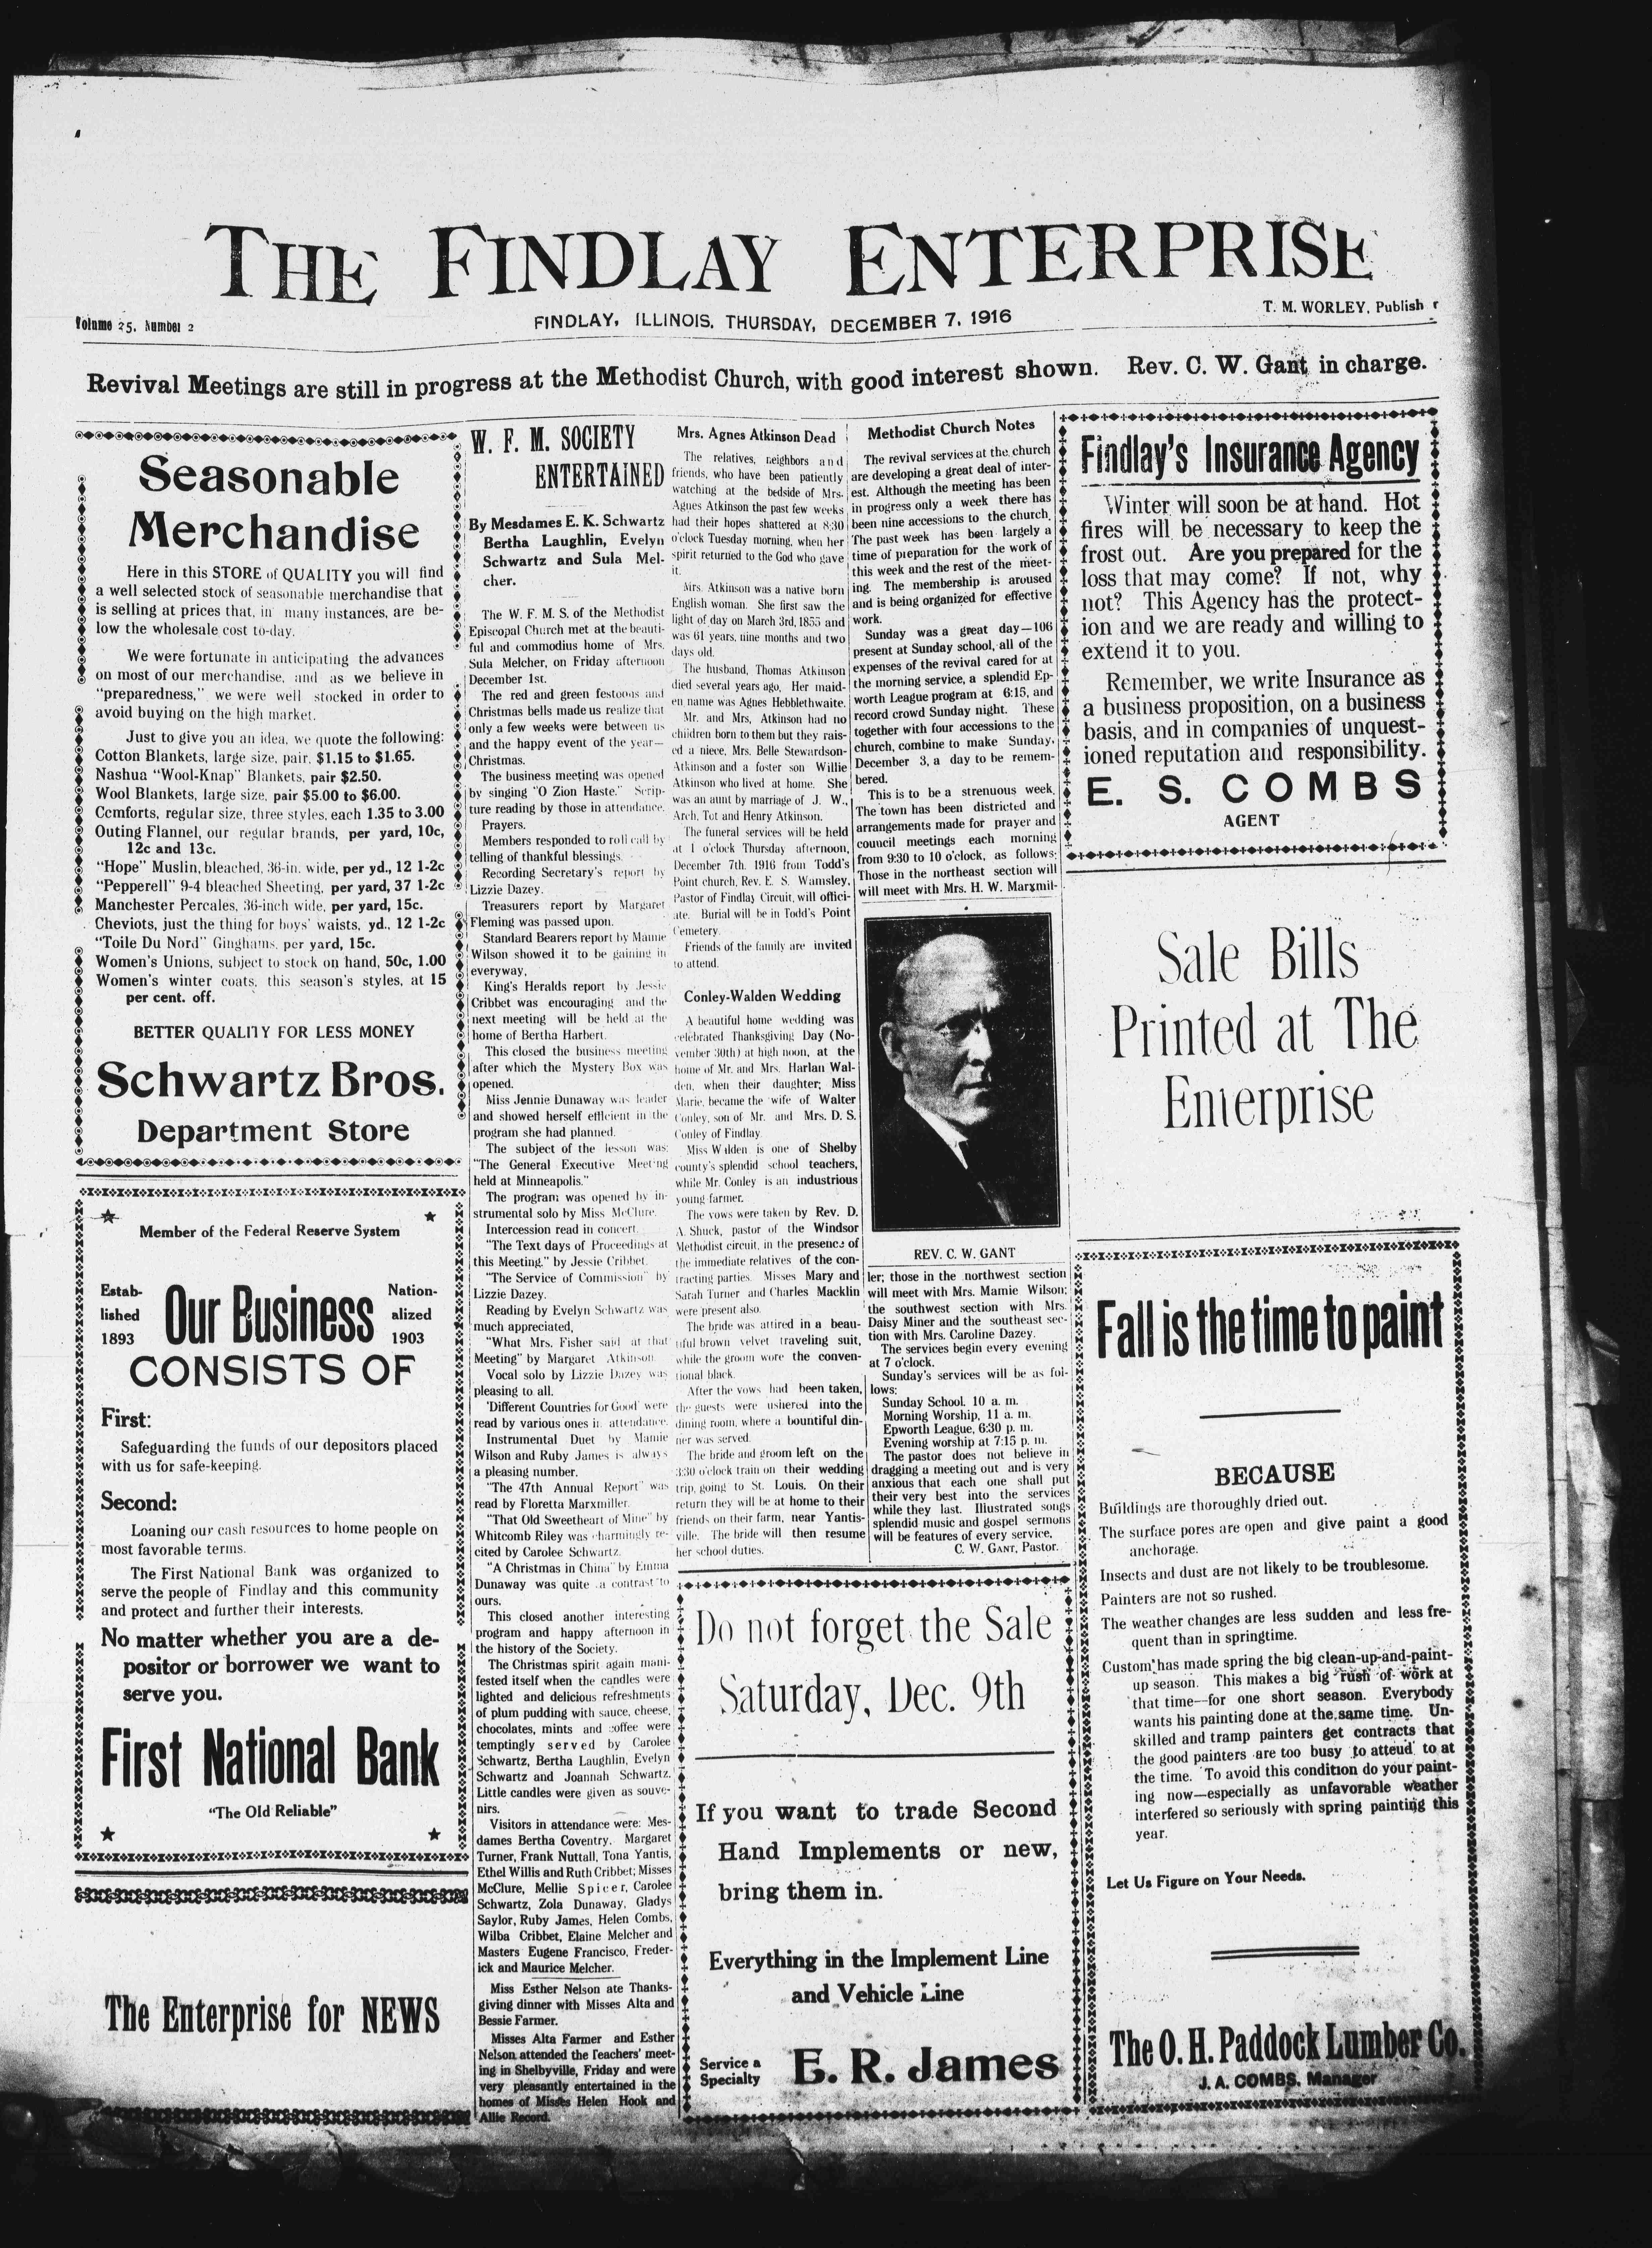 THE FINDLAY ENTERPRISE
Volume 25, Number 2
FINDLAY, ILLINOIS, THURSDAY, DECEMBER 7, 1916
T. M. WORLEY, Publish r
Revival Meetings are still in progress at the Methodist Church, with good interest shown. Rev. C. W. Gant in charge.
Seasonable
Merchandise
Here in this STORE of QUALITY you will find
a well selected stock of seasonable merchandise that
is selling at prices that, in many instances, are be-
low the wholesale cost to-day.
We were fortunate in anticipating the advances
on most of our merchandise, and as we believe in
"preparedness," we were well stocked in order to
avoid buying on the high market.
Just to give you an idea, we quote the following:
Cotton Blankets, large size, pair, $1.15 to $1.65.
Nashua "Wool-Knap" Blankets, pair $2.50.
Wool Blankets, large size, pair $5.00 to $6.00.
Comforts, regular size, three styles, each 1.35 to 3.00
Outing Flannel, our regular brands, per yard, 10c,
12c and 13c.
"Hope" Muslin, bleached, 36-in. wide, per yd., 12 1-2c
"Pepperell" 9-4 bleached Sheeting, per yard, 37 1-2c
Manchester Percales, 36-inch wide, per yard, 15c.
Cheviots, just the thing for boys' waists, yd., 12 1-2c
"Toile Du Nord" Ginghams, per yard, 15c.
Women's Unions, subject to stock on hand, 50c, 1.00
Women's winter coats, this season's styles, at 15
per cent. off.
BETTER QUALITY FOR LESS MONEY
Schwartz Bros.
Department Store
Member of the Federal Reserve System
Estab-
lished
1893
Our Business
Nation-
alized
1903
CONSISTS OF
First:
Safeguarding the funds of our depositors placed
with us for safe-keeping.
Second:
Loaning our cash resources to home people on
most favorable terms.
The First National Bank was organized to
serve the people of Findlay and this community
and protect and further their interests.
No matter whether you are a de-
positor or borrower we want to
serve you.
First National Bank
"The Old Reliable"
The Enterprise for NEWS
W. F. M. SOCIETY
ENTERTAINED
By Mesdames E. K. Schwartz
Bertha Laughlin, Evelyn
Schwartz and Sula Mel-
cher.
The W. F. M. S. of the Methodist
Episcopal Church met at the beauti-
ful and commodius home of Mrs.
Sula Melcher, on Friday afternoon
December 1st.
The red and green festoons and
Christmas bells made us realize that
only a few weeks were between us
and the happy event of the year—
Christmas.
The business meeting was opened
by singing "O Zion Haste." Scrip-
ture reading by those in attendance.
Prayers.
Members responded to roll call by
telling of thankful blessings.
Recording Secretary's report by
Lizzie Dazey.
Treasurers report by Margaret
Fleming was passed upon.
Standard Bearers report by Mamie
Wilson showed it to be gaining in
everyway.
King's Heralds report by Jessie
Cribbet was encouraging and the
next meeting will be held at the
home of Bertha Harbert.
This closed the business meeting
after which the Mystery Box was
opened.
Miss Jennie Dunaway was leader
and showed herself efficient in the
program she had planned.
The subject of the lesson was:
"The General Executive Meeting
held at Minneapolis."
The program was opened by in-
strumental solo by Miss McClure.
Intercession read in concert.
"The Text days of Proceedings at
this Meeting." by Jessie Cribbet.
"The Service of Commission" by
Lizzie Dazey.
Reading by Evelyn Schwartz was
much appreciated,
"What Mrs. Fisher said at that
Meeting" by Margaret Atkinson.
Vocal solo by Lizzie Dazey was
pleasing to all.
'Different Countries for Good' were
read by various ones in attendance.
Instrumental Duet by Mamie
Wilson and Ruby James is always
a pleasing number.
"The 47th Annual Report" was
read by Floretta Marxmiller.
"That Old Sweetheart of Mine" by
Whitcomb Riley was charmingly re-
cited by Carolee Schwartz.
"A Christmas in China" by Emma
Dunaway was quite a contrast to
ours.
This closed another interesting
program and happy afternoon in
the history of the Society.
The Christmas spirit again mani-
fested itself when the candles were
lighted and delicious refreshments
of plum pudding with sauce, cheese,
chocolates, mints and coffee were
temptingly served by Carolee
Schwartz, Bertha Laughlin, Evelyn
Schwartz and Joannah Schwartz.
Little candles were given as souve-
nirs.
Visitors in attendance were: Mes-
dames Bertha Coventry, Margaret
Turner, Frank Nuttall, Tona Yantis,
Ethel Willis and Ruth Cribbet; Misses
McClure, Mellie Spicer, Carolee
Schwartz, Zola Dunaway, Gladys
Saylor, Ruby James, Helen Combs,
Wilba Cribbet, Elaine Melcher and
Masters Eugene Francisco, Freder-
ick and Maurice Melcher.
Miss Esther Nelson ate Thanks-
giving dinner with Misses Alta and
Bessie Farmer.
Misses Alta Farmer and Esther
Nelson attended the Teachers' meet-
ing in Shelbyville, Friday and were
very pleasantly entertained in the
homes of Misses Helen Hook and
Allie Record.
Mrs. Agnes Atkinson Dead
The relatives, neighbors and
friends, who have been patiently
watching at the bedside of Mrs.
Agnes Atkinson the past few weeks
had their hopes shattered at 8:30
o'clock Tuesday morning, when her
spirit returned to the God who gave
it.
Mrs. Atkinson was a native born
English woman. She first saw the
light of day on March 3rd, 1855 and
was 61 years, nine months and two
days old.
The husband, Thomas Atkinson
died several years ago. Her maid-
en name was Agnes Hebblethwaite.
Mr. and Mrs, Atkinson had no
children born to them but they rais-
ed a niece, Mrs. Belle Stewardson-
Atkinson and a foster son Willie
Atkinson who lived at home. She
was an aunt by marriage of J. W.,
Arch, Tot and Henry Atkinson.
The funeral services will be held
at 1 o'clock Thursday afternoon,
December 7th, 1916 from Todd's
Point church, Rev. E. S. Wamsley,
Pastor of Findlay Circuit, will offici-
ate. Burial will be in Todd's Point
Cemetery.
Friends of the family are invited
to attend.
Conley-Walden Wedding
A beautiful home wedding was
celebrated Thanksgiving Day (No-
vember 30th) at high noon, at the
home of Mr. and Mrs. Harlan Wal-
den, when their daughter, Miss
Marie, became the wife of Walter
Conley, son of Mr. and Mrs. D. S.
Conley of Findlay.
Miss Walden is one of Shelby
county's splendid school teachers,
while Mr. Conley is an industrious
young farmer.
The vows were taken by Rev. D.
A. Shuck, pastor of the Windsor
Methodist circuit, in the presence of
the immediate relatives of the con-
tracting parties. Misses Mary and
Sarah Turner and Charles Macklin
were present also.
The bride was attired in a beau-
tiful brown velvet traveling suit,
while the groom wore the conven-
tional black.
After the vows had been taken,
the guests were ushered into the
dining room, where a bountiful din-
ner was served.
The bride and groom left on the
3:30 o'clock train on their wedding
trip, going to St. Louis. On their
return they will be at home to their
friends on their farm, near Yantis-
ville. The bride will then resume
her school duties.
Methodist Church Notes
The revival services at the church
are developing a great deal of inter-
est. Although the meeting has been
in progress only a week there has
been nine accessions to the church.
The past week has been largely a
time of preparation for the work of
this week and the rest of the meet-
ing. The membership is aroused
and is being organized for effective
work.
Sunday was a great day—106
present at Sunday school, all of the
expenses of the revival cared for at
the morning service, a splendid Ep-
worth League program at 6:15, and
record crowd Sunday night. These
together with four accessions to the
church, combine to make Sunday,
December 3, a day to be remem-
bered.
This is to be a strenuous week.
The town has been districted and
arrangements made for prayer and
council meetings each morning
from 9:30 to 10 o'clock, as follows:
Those in the northeast section will
will meet with Mrs. H. W. Marxmil-
REV. C. W. GANT
ler; those in the northwest section
will meet with Mrs. Mamie Wilson;
the southwest section with Mrs.
Daisy Miner and the southeast sec-
tion with Mrs. Caroline Dazey.
The services begin every evening
at 7 o'clock.
Sunday's services will be as fol-
lows:
Sunday School. 10 a. m.
Morning Worship, 11 a. m.
Epworth League, 6:30 p. m.
Evening worship at 7:15 p. m.
The pastor does not believe in
dragging a meeting out and is very
anxious that each one shall put
their very best into the services
while they last. Illustrated songs
splendid music and gospel sermons
will be features of every service.
C. W. GANT, Pastor.
Do not forget the Sale
Saturday, Dec. 9th
If you want to trade Second
Hand Implements or new,
bring them in.
Everything in the Implement Line
and Vehicle Line
Service a
Specialty
E. R. James
Findlay's Insurance Agency
Winter will soon be at hand. Hot
fires will be necessary to keep the
frost out. Are you prepared for the
loss that may come? If not, why
not? This Agency has the protect-
ion and we are ready and willing to
extend it to you.
Remember, we write Insurance as
a business proposition, on a business
basis, and in companies of unquest-
ioned reputation and responsibility.
E. S. COMBS
AGENT
Sale Bills
Printed at The
Enterprise
Fall is the time to paint
BECAUSE
Buildings are thoroughly dried out.
The surface pores are open and give paint a good
anchorage.
Insects and dust are not likely to be troublesome.
Painters are not so rushed.
The weather changes are less sudden and less fre-
quent than in springtime.
Custom has made spring the big clean-up-and-paint-
up season. This makes a big rush of work at
that time—for one short season. Everybody
wants his painting done at the same time. Un-
skilled and tramp painters get contracts that
the good painters are too busy to atteud to at
the time. To avoid this condition do your paint-
ing now—especially as unfavorable weather
interfered so seriously with spring painting this
year.
Let Us Figure on Your Needs.
The O. H. Paddock Lumber Co.
J. A. COMBS, Manager